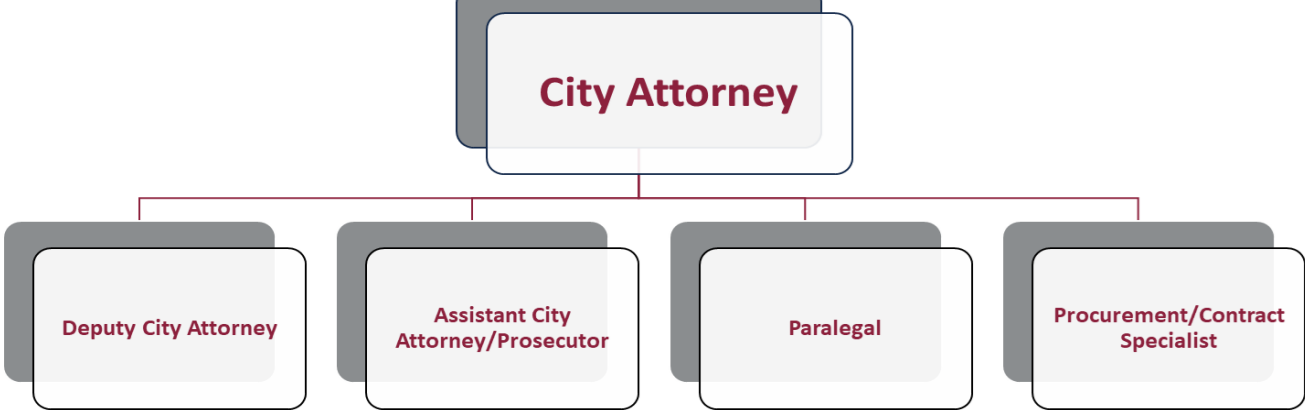 City Attorney
Deputy City Attorney
Assistant City
Attorney/Prosecutor
Paralegal
Procurement/Contract
Specialist